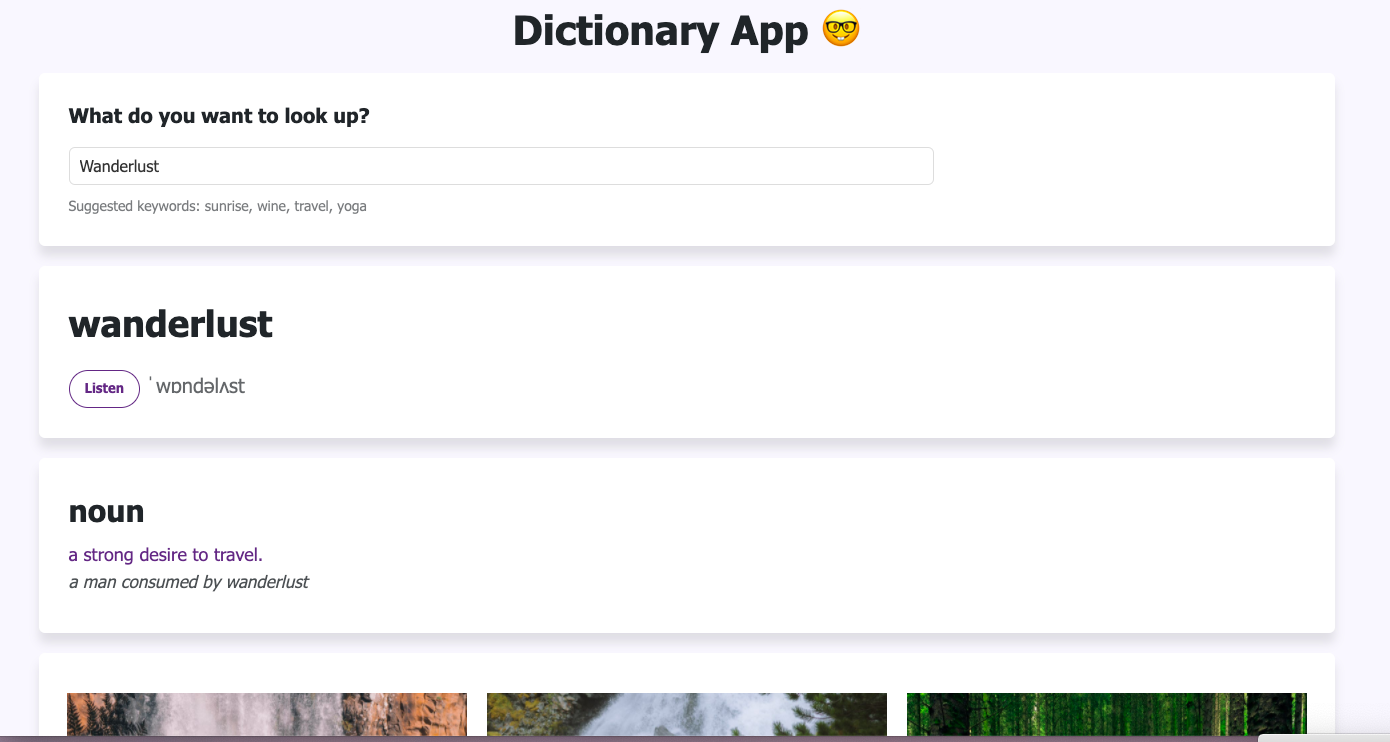 Dictionary App 🤓
What do you want to look up?
Wanderlust
Suggested keywords: sunrise, wine, travel, yoga
wanderlust
Listen ˈwɒndəlʌst
noun
a strong desire to travel.
a man consumed by wanderlust